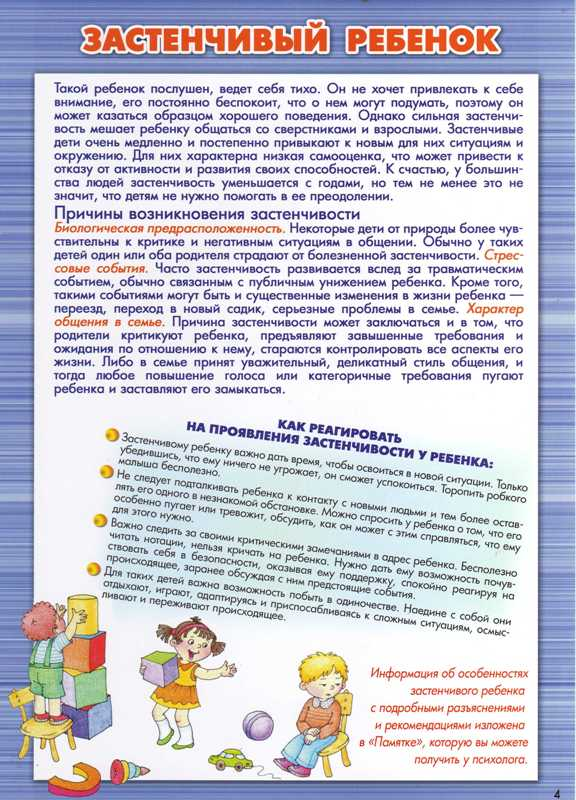 ЗАСТЕНЧИВЫЙ РЕБЕНОК
Такой ребенок послушен, ведет себя тихо. Он не хочет привлекать к себе
внимание, его постоянно беспокоит, что о нем могут подумать, поэтому он
может казаться образцом хорошего поведения. Однако сильная застенчи-
вость мешает ребенку общаться со сверстниками и взрослыми. Застенчивые
дети очень медленно и постепенно привыкают к новым для них ситуациям и
окружению. Для них характерна низкая самооценка, что может привести к
отказу от активности и развития своих способностей. К счастью, у большин-
ства людей застенчивость уменьшается с годами, но тем не менее это не
значит, что детям не нужно помогать в ее преодолении.
Причины возникновения застенчивости
Биологическая предрасположенность. Некоторые дети от природы более чув-
ствительны к критике и негативным ситуациям в общении. Обычно у таких
детей один или оба родителя страдают от болезненной застенчивости. Стрес-
совые события. Часто застенчивость развивается вслед за травматическим
событием, обычно связанным с публичным унижением ребенка. Кроме того,
такими событиями могут быть и существенные изменения в жизни ребенка —
переезд, переход в новый садик, серьезные проблемы в семье. Характер
общения в семье. Причина застенчивости может заключаться и в том, что
родители критикуют ребенка, предъявляют завышенные требования и
ожидания по отношению к нему, стараются контролировать все аспекты его
жизни. Либо в семье принят уважительный, деликатный стиль общения, и
тогда любое повышение голоса или категоричные требования пугают
ребенка и заставляют его замыкаться.
КАК РЕАГИРОВАТЬ
НА ПРОЯВЛЕНИЯ ЗАСТЕНЧИВОСТИ У РЕБЕНКА:
Застенчивому ребенку важно дать время, чтобы освоиться в новой ситуации. Только
убедившись, что ему ничего не угрожает, он сможет успокоиться. Торопить робкого
малыша бесполезно.
Не следует подталкивать ребенка к контакту с новыми людьми и тем более остав-
лять его одного в незнакомой обстановке. Можно спросить у ребенка о том, что его
особенно пугает или тревожит, обсудить, как он может с этим справляться, что ему
для этого нужно.
Важно следить за своими критическими замечаниями в адрес ребенка. Бесполезно
читать нотации, нельзя кричать на ребенка. Нужно дать ему возможность почув-
ствовать себя в безопасности, оказывая ему поддержку, спокойно реагируя на
происходящее, заранее обсуждая с ним предстоящие события.
Для таких детей важно возможность побыть в одиночестве. Наедине с собой они
отдыхают, играют, адаптируясь и приспосабливаясь к сложным ситуациям, осмыс-
ливают и переживают происходящее.
Информация об особенностях
застенчивого ребенка
с подробными разъяснениями
и рекомендациями изложена
в «Памятке», которую вы можете
получить у психолога.
4